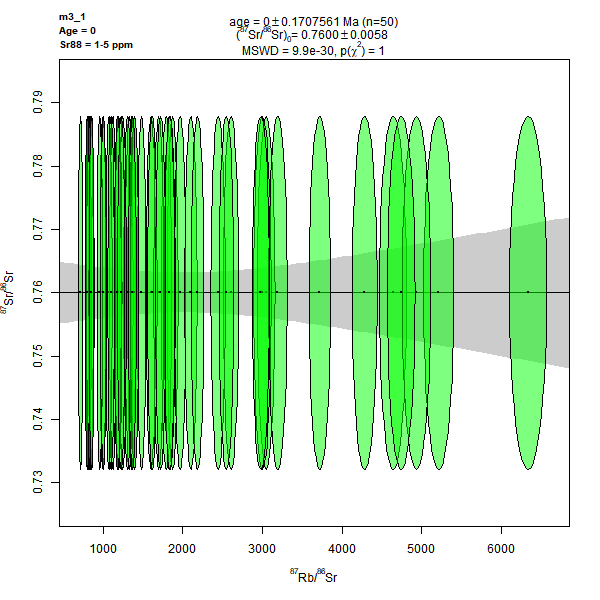 m3_1
Age = 0
Sr88 = 1-5 ppm
age = 0 ± 0.1707561 Ma (n=50)
(⁸⁷Sr/⁸⁶Sr)₀= 0.7600 ± 0.0058
MSWD = 9.9e-30, p(χ²) = 1
0.79
0.78
0.77
0.76
0.75
0.74
0.73
⁸⁷Sr/⁸⁶Sr
1000 2000 3000 4000 5000 6000
⁸⁷Rb/⁸⁶Sr